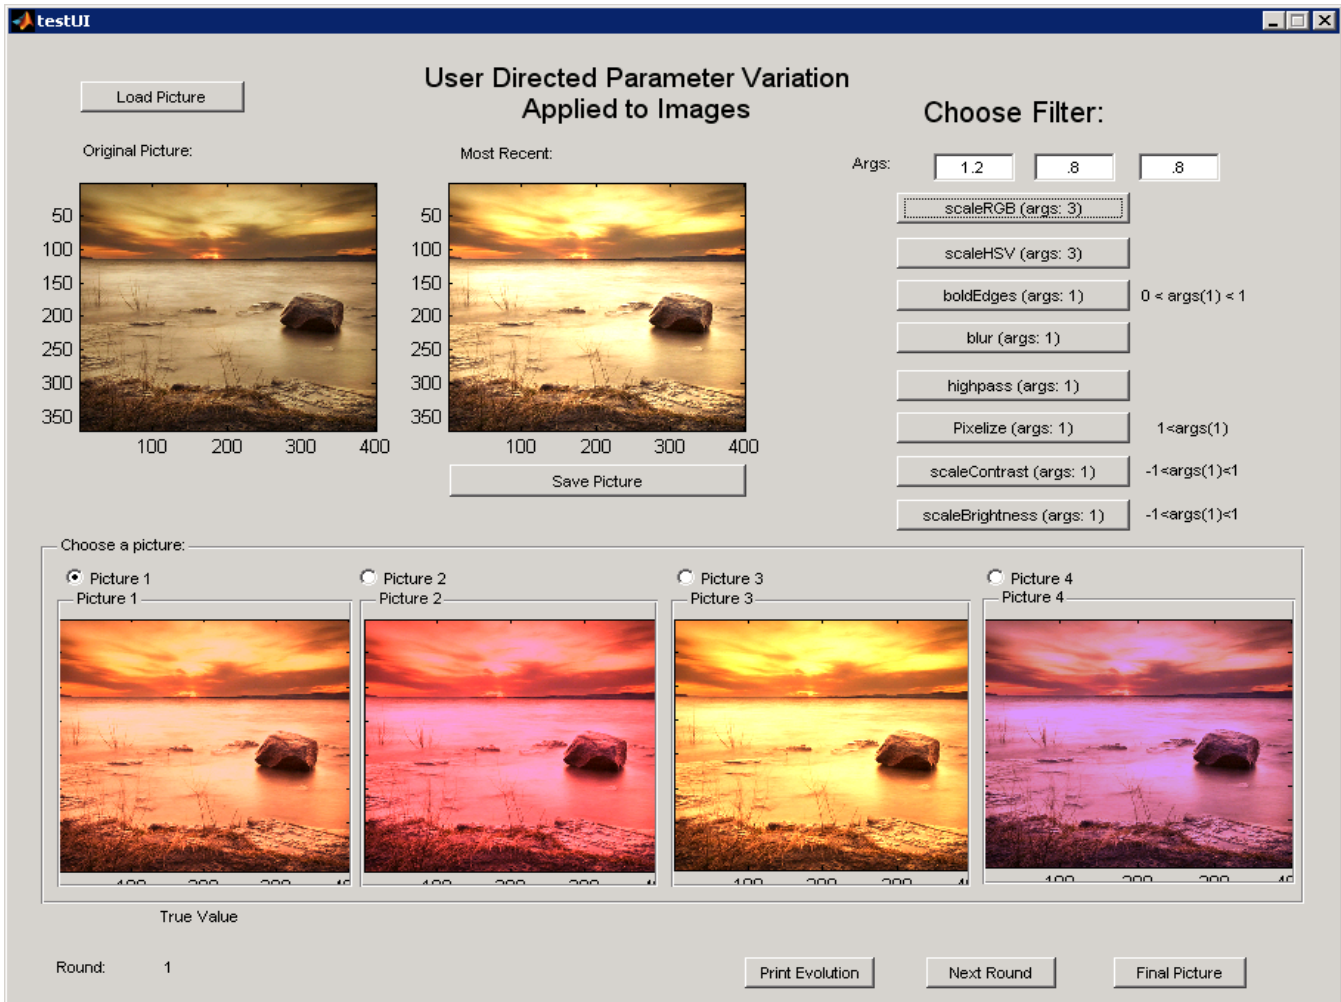 testUI
Load Picture
User Directed Parameter Variation
Applied to Images
Choose Filter:
Original Picture:
Most Recent:
Args:
1.2
.8
.8
50
100
150
200
250
300
350
100
200
300
400
50
100
150
200
250
300
350
100
200
300
400
Save Picture
scaleRGB (args: 3)
scaleHSV (args: 3)
boldEdges (args: 1)
0 < args(1) < 1
blur (args: 1)
highpass (args: 1)
Pixelize (args: 1)
1<args(1)
scaleContrast (args: 1)
-1<args(1)<1
scaleBrightness (args: 1)
-1<args(1)<1
Choose a picture:
Picture 1
Picture 2
Picture 3
Picture 4
Picture 1
Picture 2
Picture 3
Picture 4
True Value
Round:
1
Print Evolution
Next Round
Final Picture